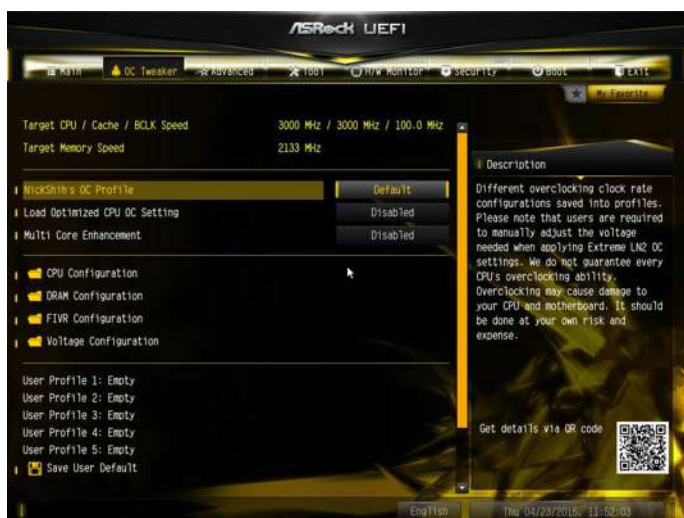 ASRock UEFI
Main OC Tweaker Advanced Tool H/W Monitor Security Boot Exit
My Favorite
Target CPU / Cache / BCLK Speed 3000 MHz / 3000 MHz / 100.0 MHz
Target Memory Speed 2133 MHz
NickShih's OC Profile Default
Load Optimized CPU OC Setting Disabled
Multi Core Enhancement Disabled
CPU Configuration
DRAM Configuration
FIVR Configuration
Voltage Configuration
User Profile 1: Empty
User Profile 2: Empty
User Profile 3: Empty
User Profile 4: Empty
User Profile 5: Empty
Save User Default
Description
Different overclocking clock rate
configurations saved into profiles.
Please note that users are required
to manually adjust the voltage
needed when applying Extreme LN2 OC
settings. We do not guarantee every
CPU's overclocking ability.
Overclocking may cause damage to
your CPU and motherboard. It should
be done at your own risk and
expense.
Get details via QR code
English Thu 04/23/2015, 11:52:03